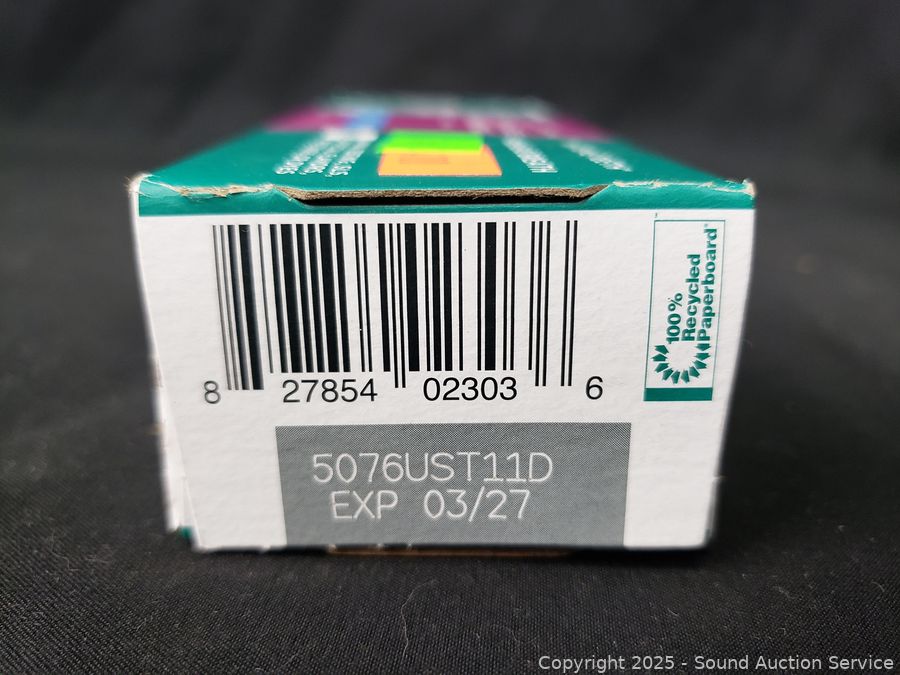 8 27854 02303 6
100%
Recycled
Paperboard
5076UST11D
EXP 03/27
Copyright © 2025 - Sound Auction Service